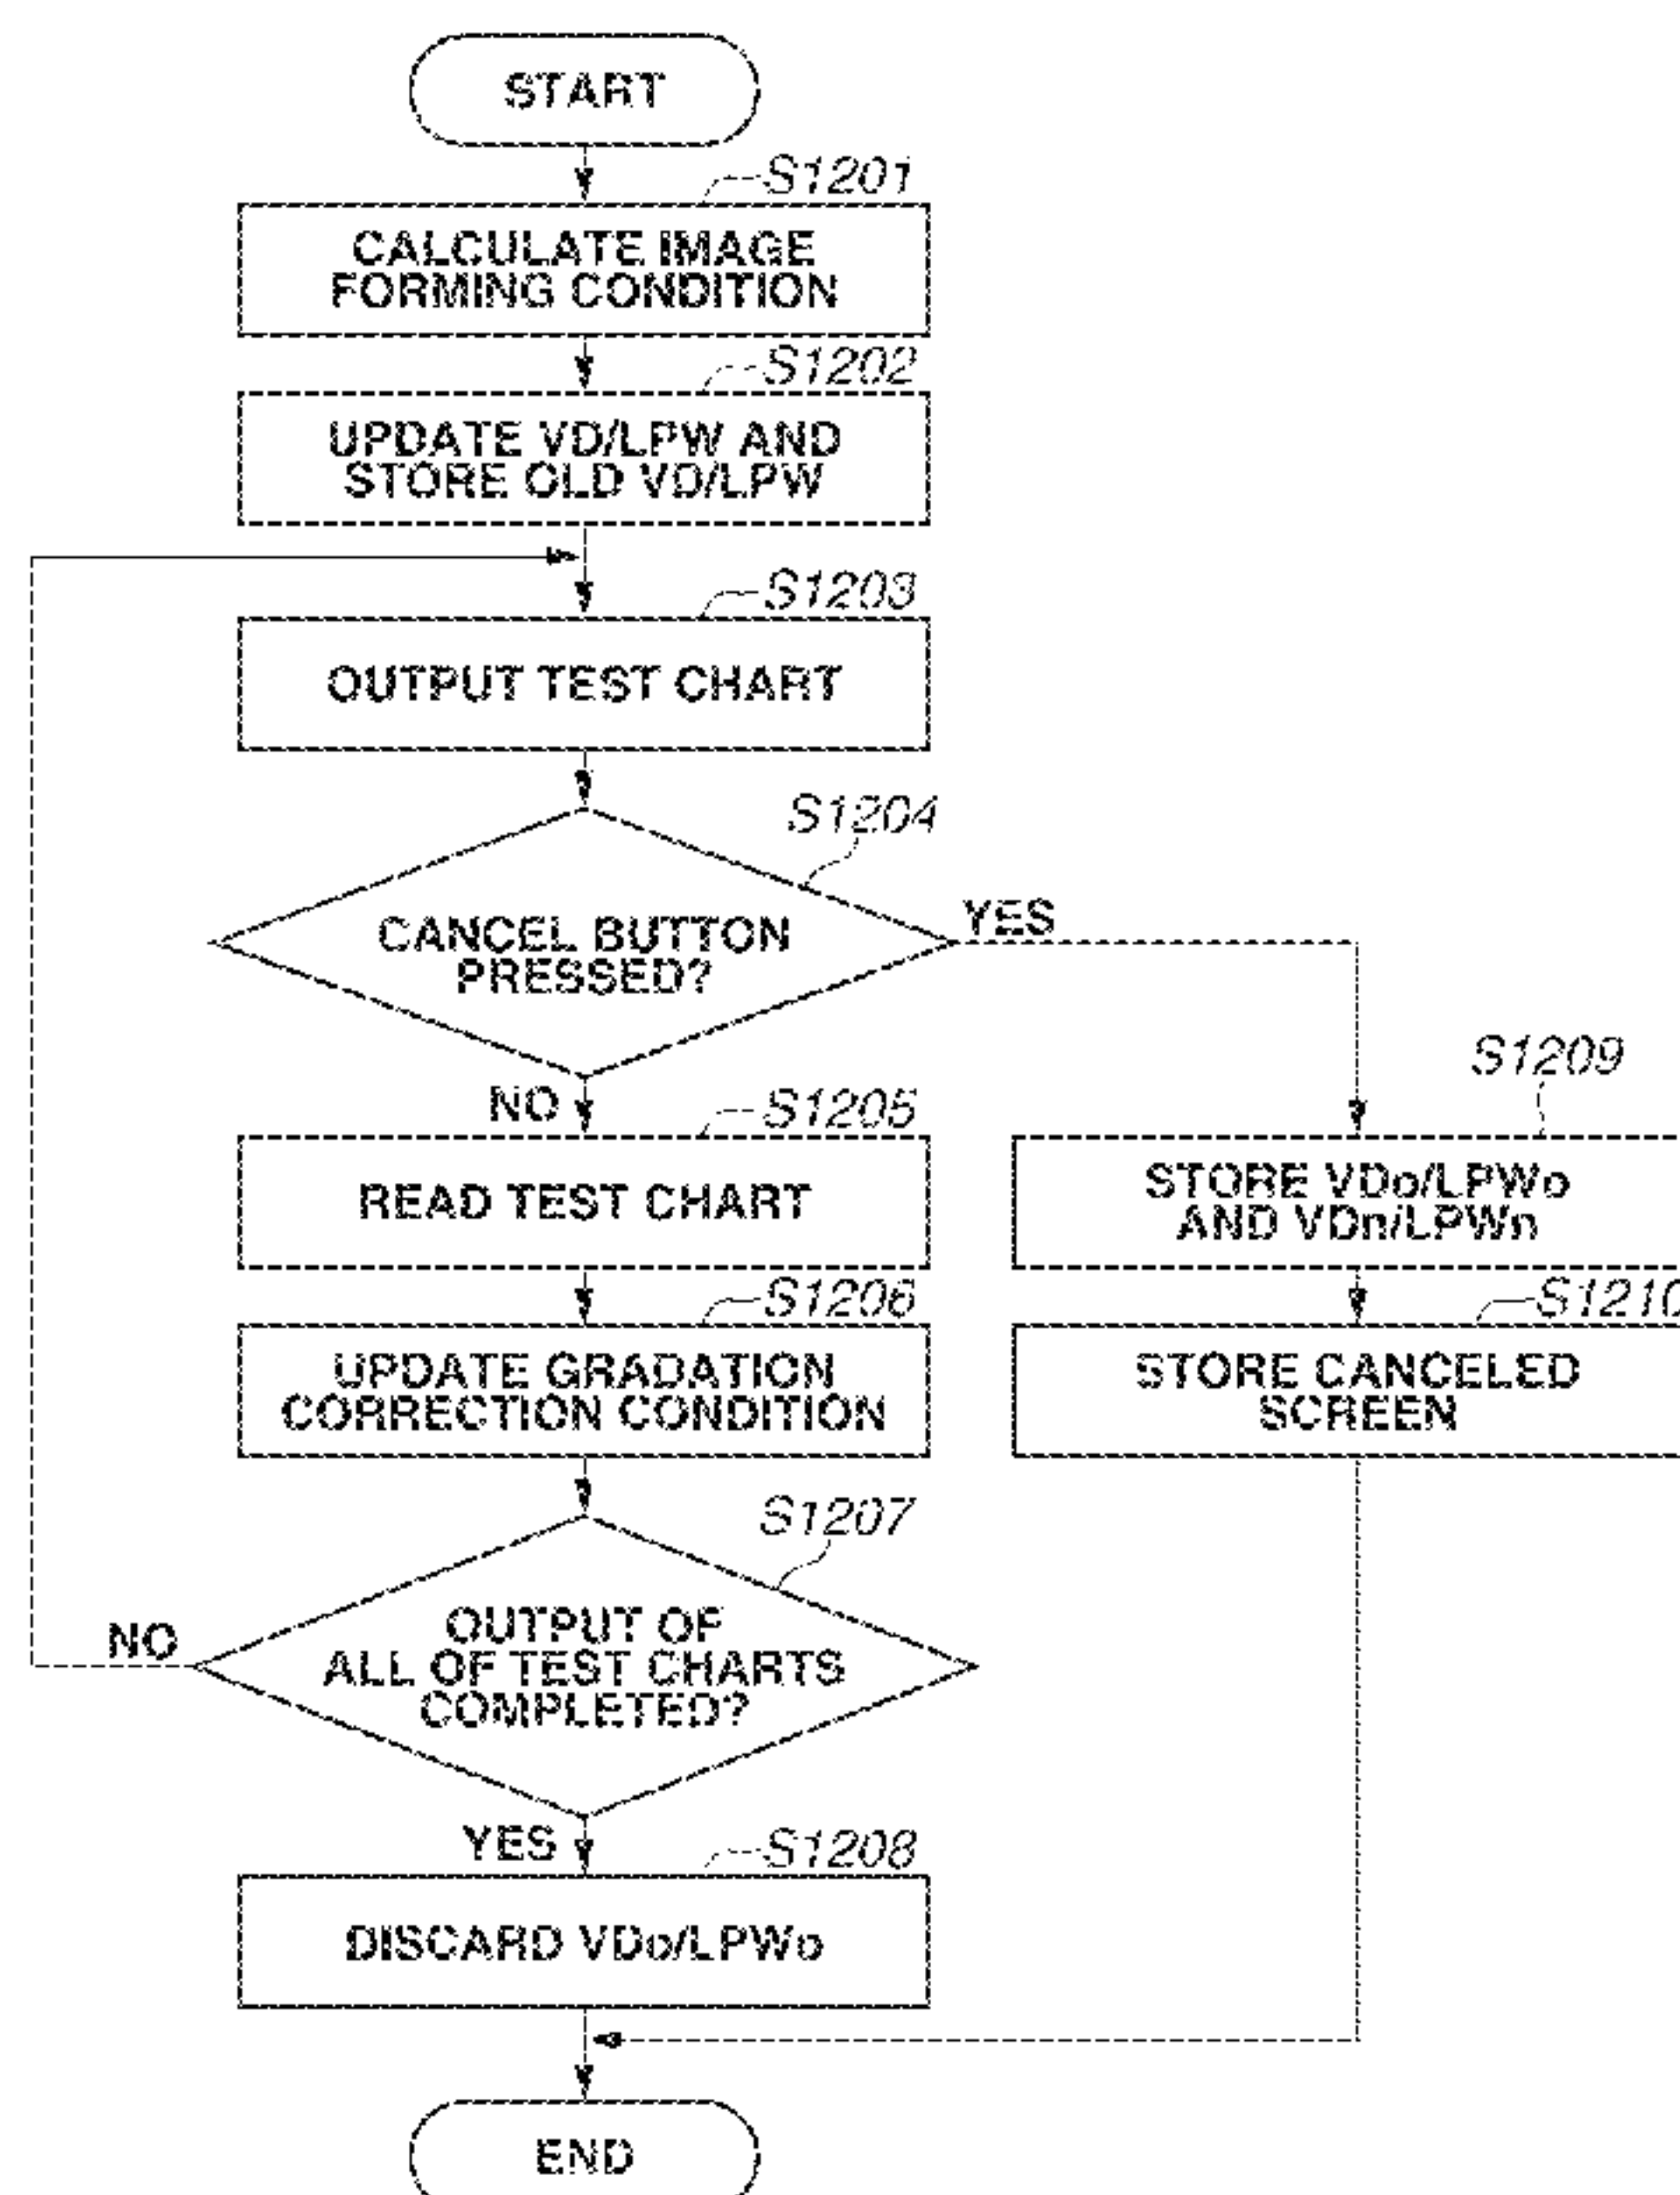 START
S1201
CALCULATE IMAGE
FORMING CONDITION
S1202
UPDATE VD/LPW AND
STORE OLD VD/LPW
S1203
OUTPUT TEST CHART
S1204
CANCEL BUTTON
PRESSED?
YES
NO
S1205
READ TEST CHART
S1206
UPDATE GRADATION
CORRECTION CONDITION
S1207
OUTPUT OF
ALL OF TEST CHARTS
COMPLETED?
NO
YES
S1208
DISCARD VDo/LPWo
S1209
STORE VDo/LPWo
AND VDn/LPWn
S1210
STORE CANCELED
SCREEN
END